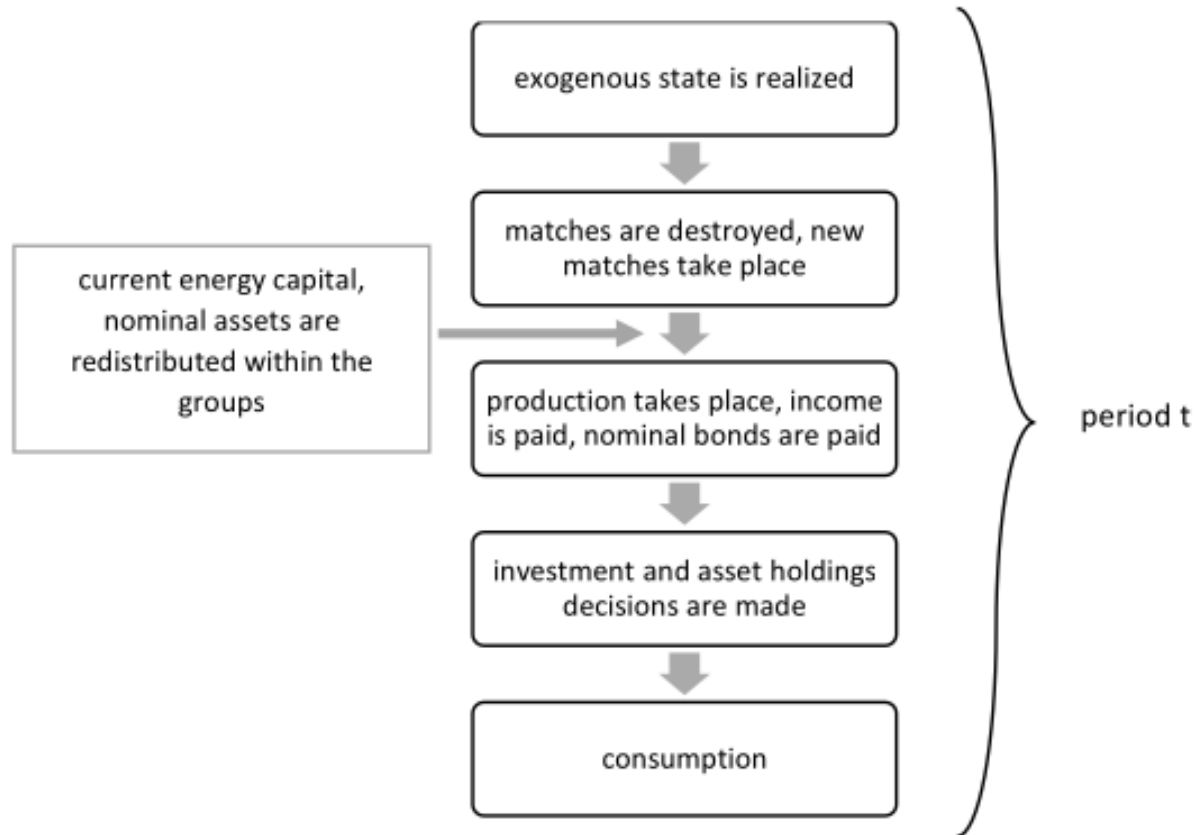 exogenous state is realized
matches are destroyed, new
matches take place
current energy capital,
nominal assets are
redistributed within the
groups
production takes place, income
is paid, nominal bonds are paid
investment and asset holdings
decisions are made
consumption
period t